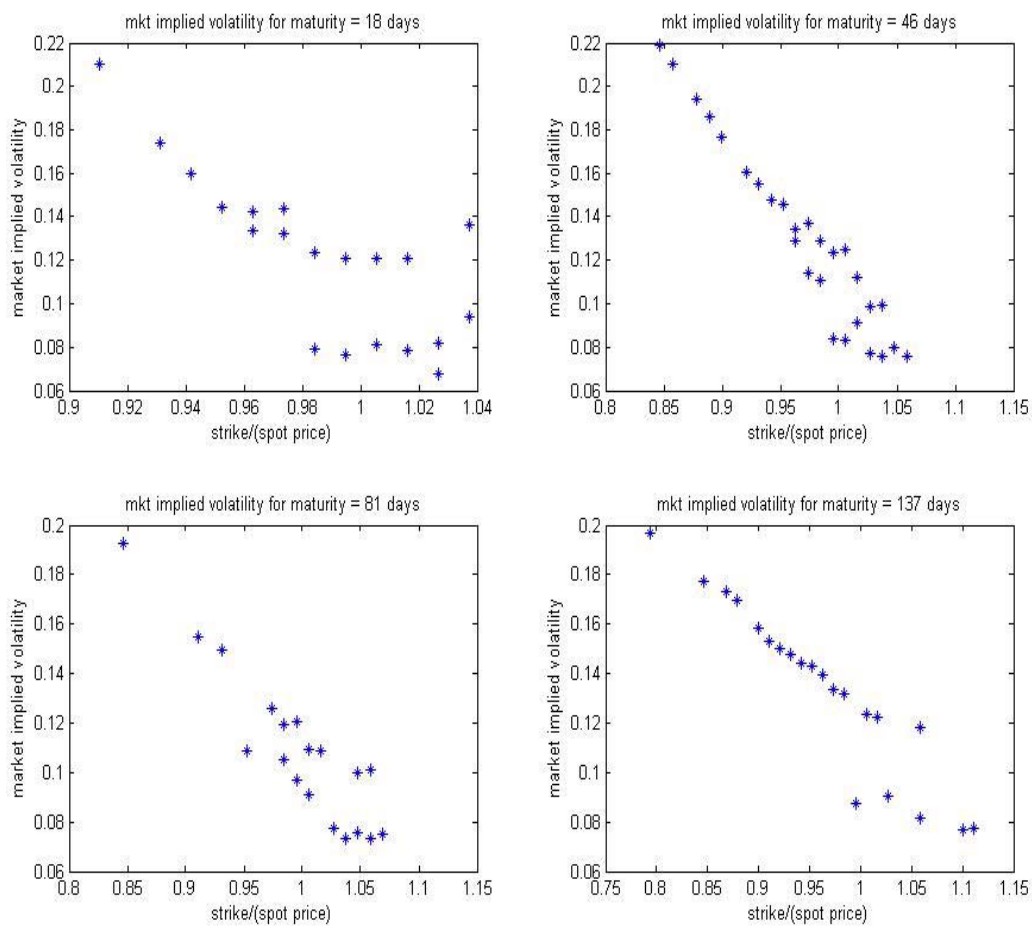 mkt implied volatility for maturity = 18 days
0.22
0.2
0.18
0.16
0.14
0.12
0.1
0.08
0.06
market implied volatility
0.9 0.92 0.94 0.96 0.98 1 1.02 1.04
strike/(spot price)
mkt implied volatility for maturity = 46 days
0.22
0.2
0.18
0.16
0.14
0.12
0.1
0.08
0.06
market implied volatility
0.8 0.85 0.9 0.95 1 1.05 1.1 1.15
strike/(spot price)
mkt implied volatility for maturity = 81 days
0.2
0.18
0.16
0.14
0.12
0.1
0.08
0.06
market implied volatility
0.8 0.85 0.9 0.95 1 1.05 1.1 1.15
strike/(spot price)
mkt implied volatility for maturity = 137 days
0.2
0.18
0.16
0.14
0.12
0.1
0.08
0.06
market implied volatility
0.75 0.8 0.85 0.9 0.95 1 1.05 1.1 1.15
strike/(spot price)